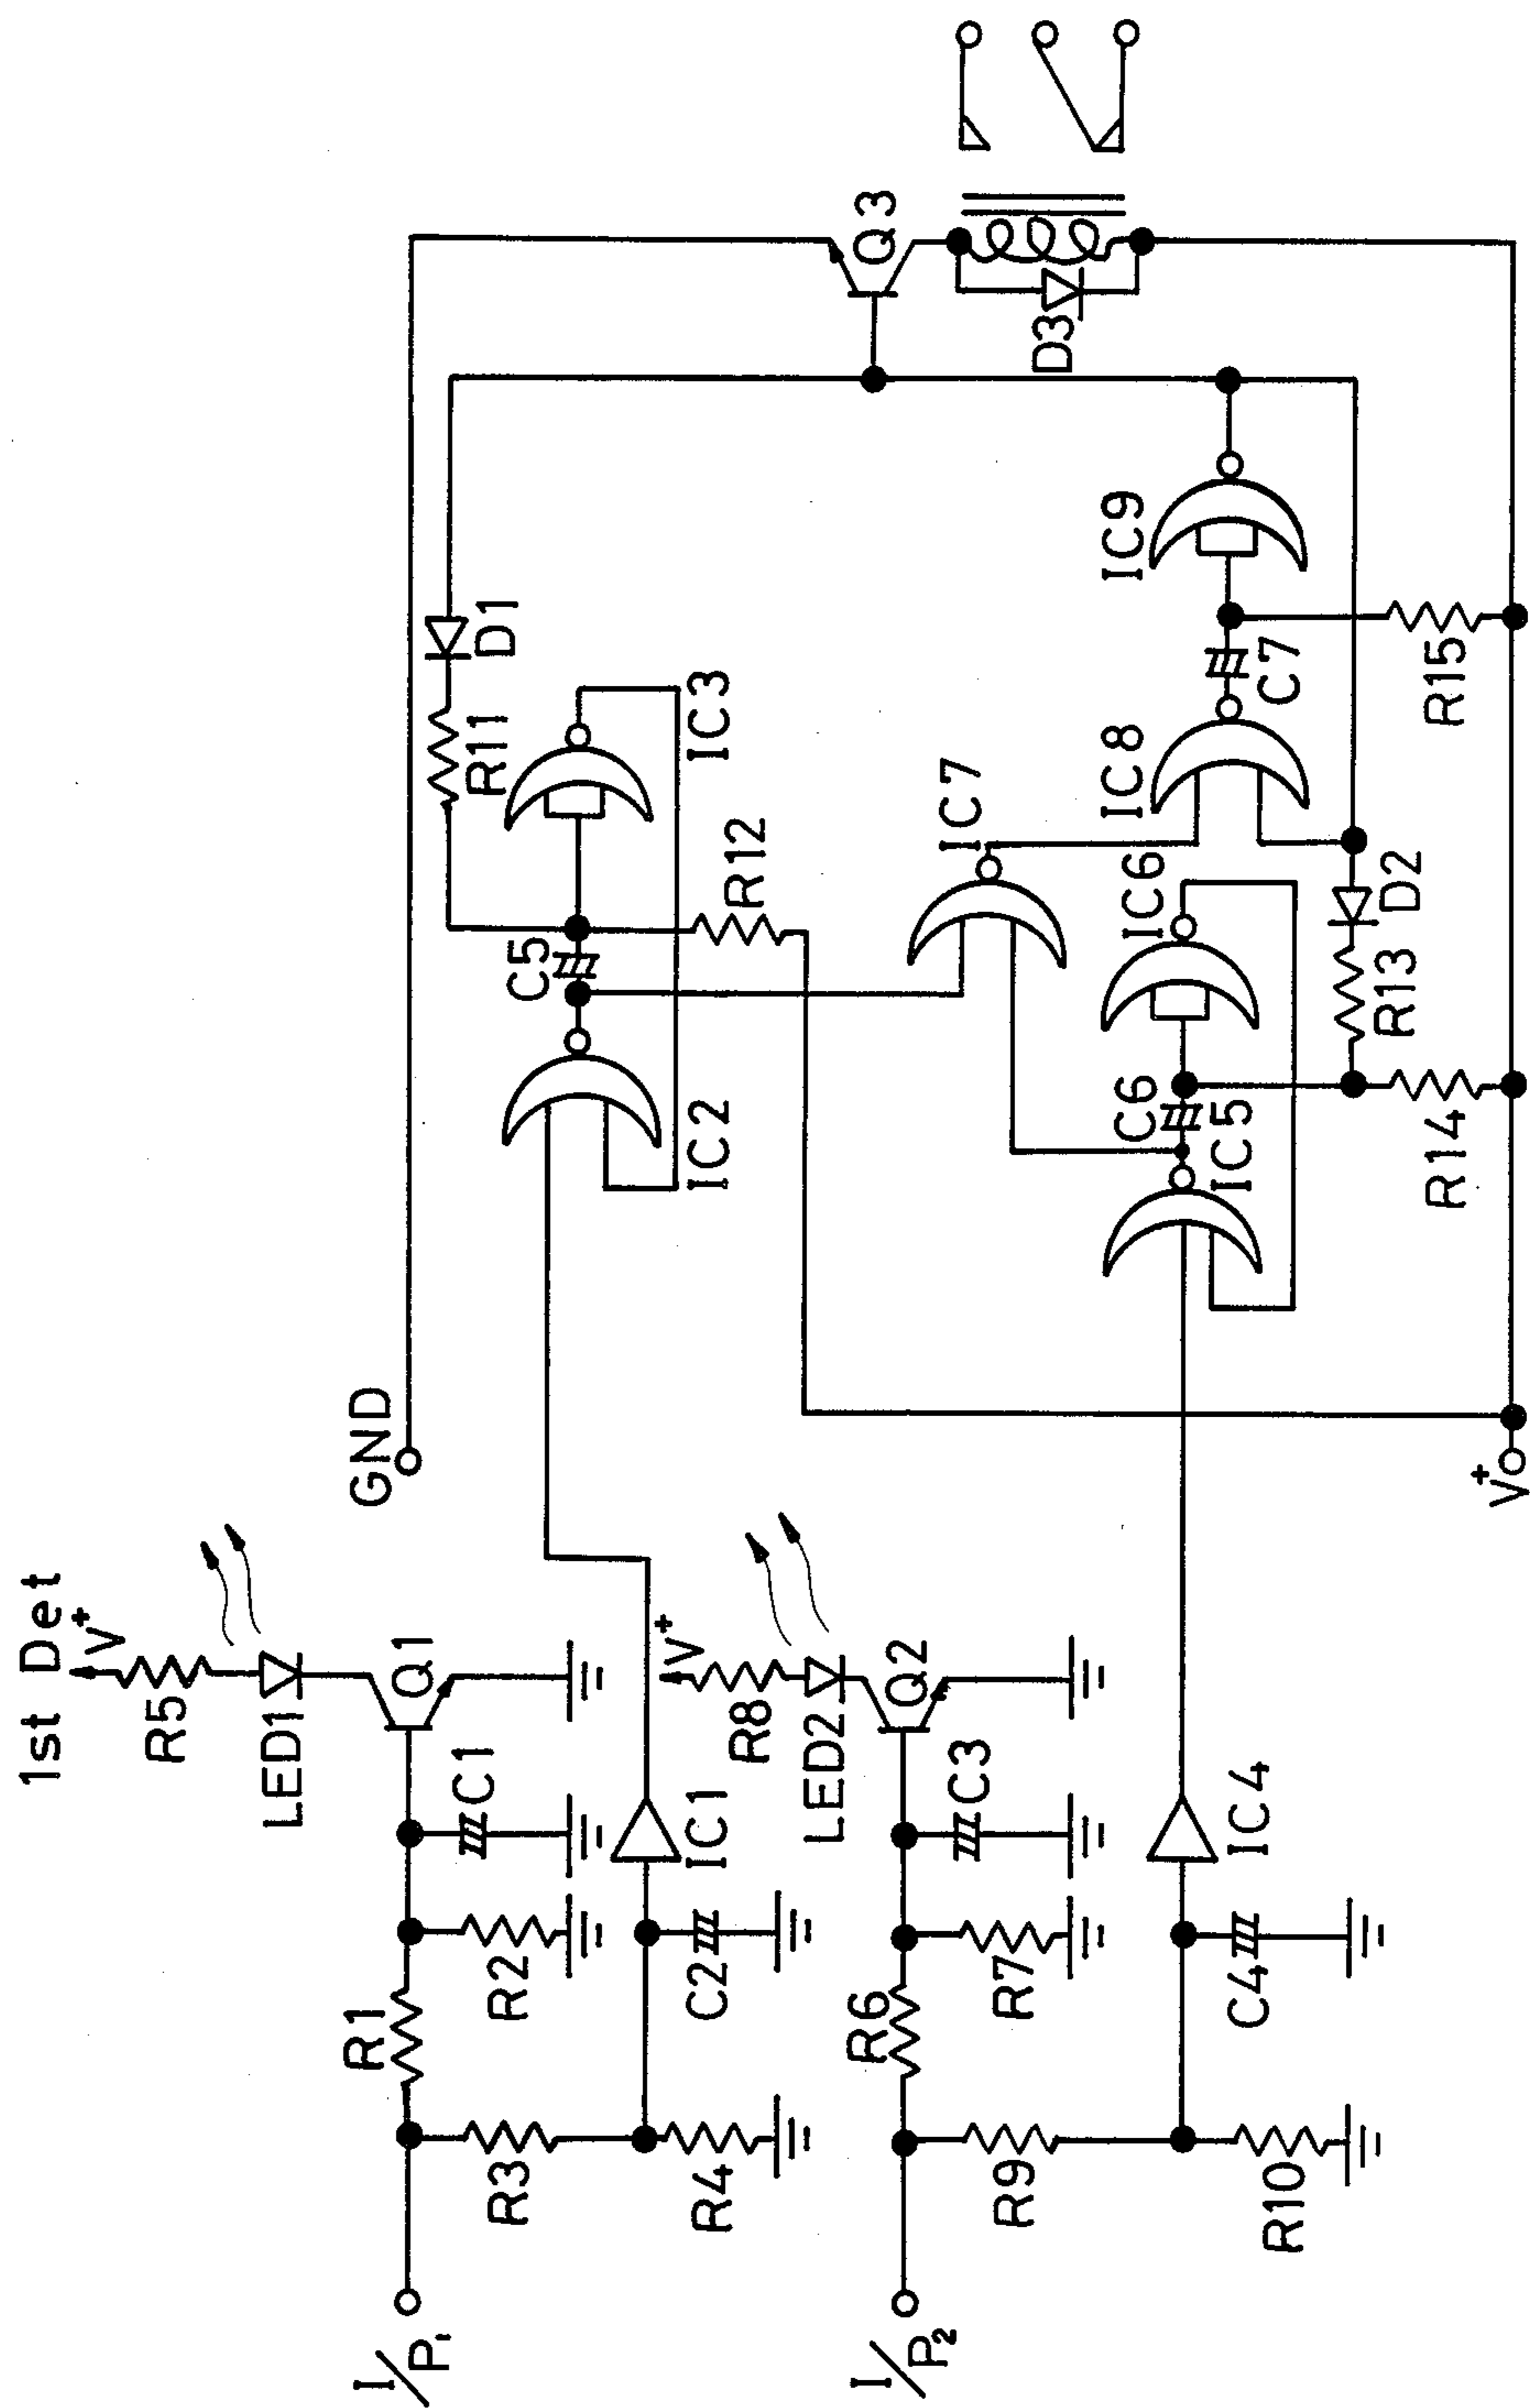 1st Det
V+
R5
LED1
Q1
GND
R1
R2
C1
R3
R4
C2
IC1
I/P1
V+
R8
LED2
Q2
R6
R7
C3
R9
R10
C4
IC4
I/P2
D1
R11
C5
IC2
IC3
R12
IC7
C6
IC5
IC6
IC8
C7
IC9
D2
R13
R14
R15
Q3
D3
V+